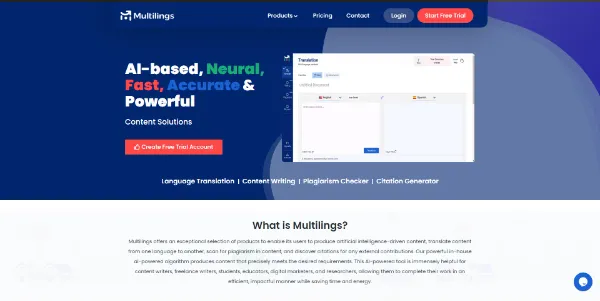 Multilings
Products
Pricing
Contact
Login
Start Free Trial
AI-based, Neural,
Fast, Accurate &
Powerful
Content Solutions
Create Free Trial Account
Translation
Language Translation | Content Writing | Plagiarism Checker | Citation Generator
What is Multilings?
Multilings offers an exceptional selection of products to enable its users to produce artificial intelligence-driven content, translate content
from one language to another, scan for plagiarism in content, and discover citations for any external contributions. Our powerful in-house
ai-powered algorithm produces content that precisely meets the desired requirements. This AI-powered tool is immensely helpful for
content writers, freelance writers, students, educators, digital marketers, and researchers, allowing them to complete their work in an
efficient, impactful manner while saving time and energy.